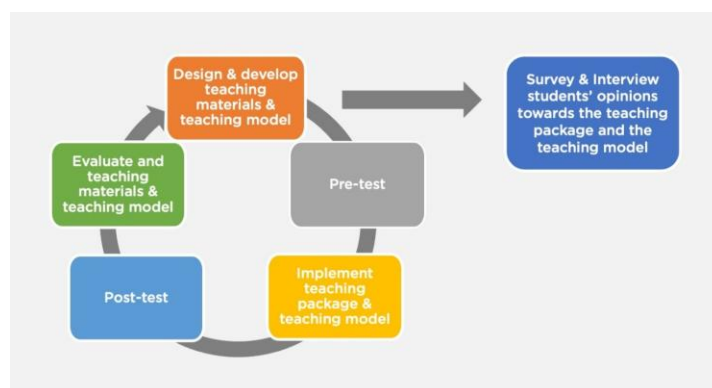 Design & develop
teaching
materials &
teaching model
Survey & Interview
students' opinions
towards the teaching
package and the
teaching model
Pre-test
Implement
teaching
package &
teaching model
Post-test
Evaluate and
teaching
materials &
teaching model